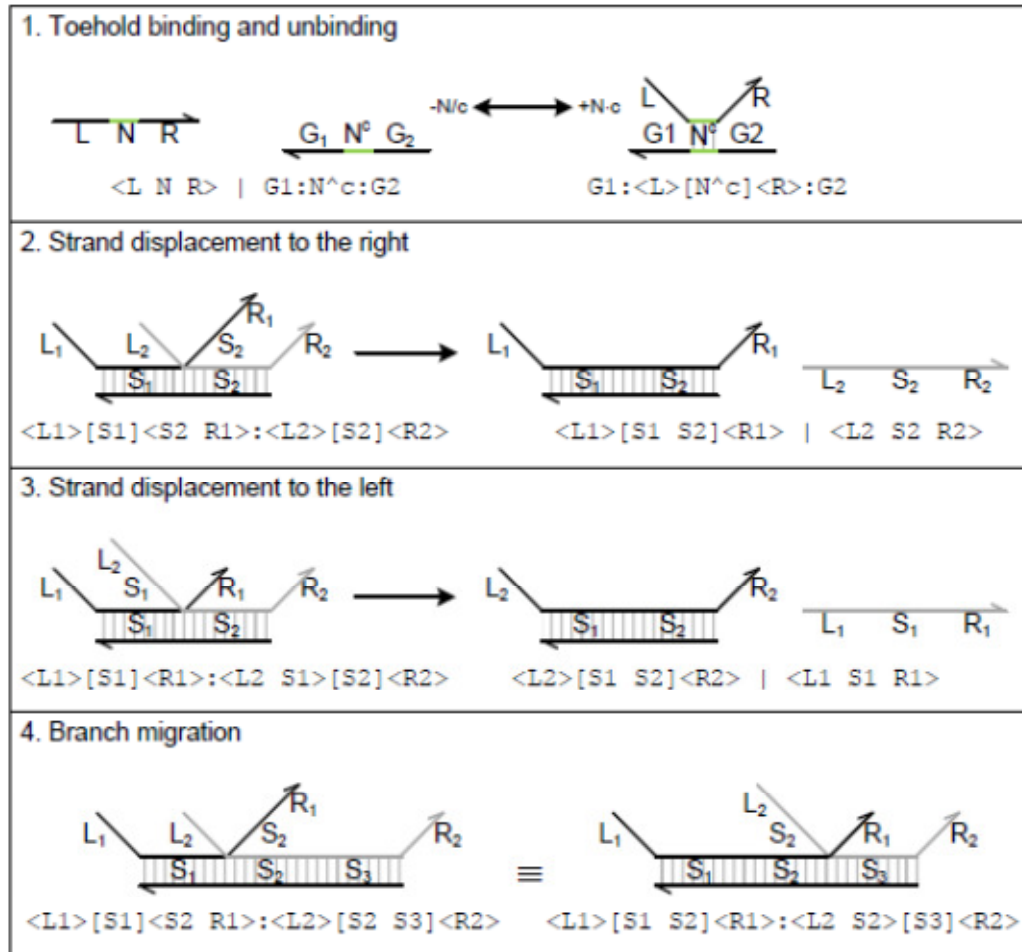 1. Toehold binding and unbinding
L N R
G₁ Nᶜ G₂
-N/c +N·c
L R
G1 Nᶜ G2
<L N R> | G1:N^c:G2
G1:<L>[N^c]<R>:G2
2. Strand displacement to the right
L₁ L₂ S₂ R₁ R₂
S₁ S₂
L₁ R₁
S₁ S₂
L₂ S₂ R₂
<L1>[S1]<S2 R1>:<L2>[S2]<R2>
<L1>[S1 S2]<R1> | <L2 S2 R2>
3. Strand displacement to the left
L₁ L₂ S₁ R₁ R₂
S₁ S₂
L₂ R₂
S₁ S₂
L₁ S₁ R₁
<L1>[S1]<R1>:<L2 S1>[S2]<R2>
<L2>[S1 S2]<R2> | <L1 S1 R1>
4. Branch migration
L₁ L₂ S₂ R₁ R₂
S₁ S₂ S₃
≡
L₁ L₂ S₂ R₁ R₂
S₁ S₂ S₃
<L1>[S1]<S2 R1>:<L2>[S2 S3]<R2>
<L1>[S1 S2]<R1>:<L2 S2>[S3]<R2>